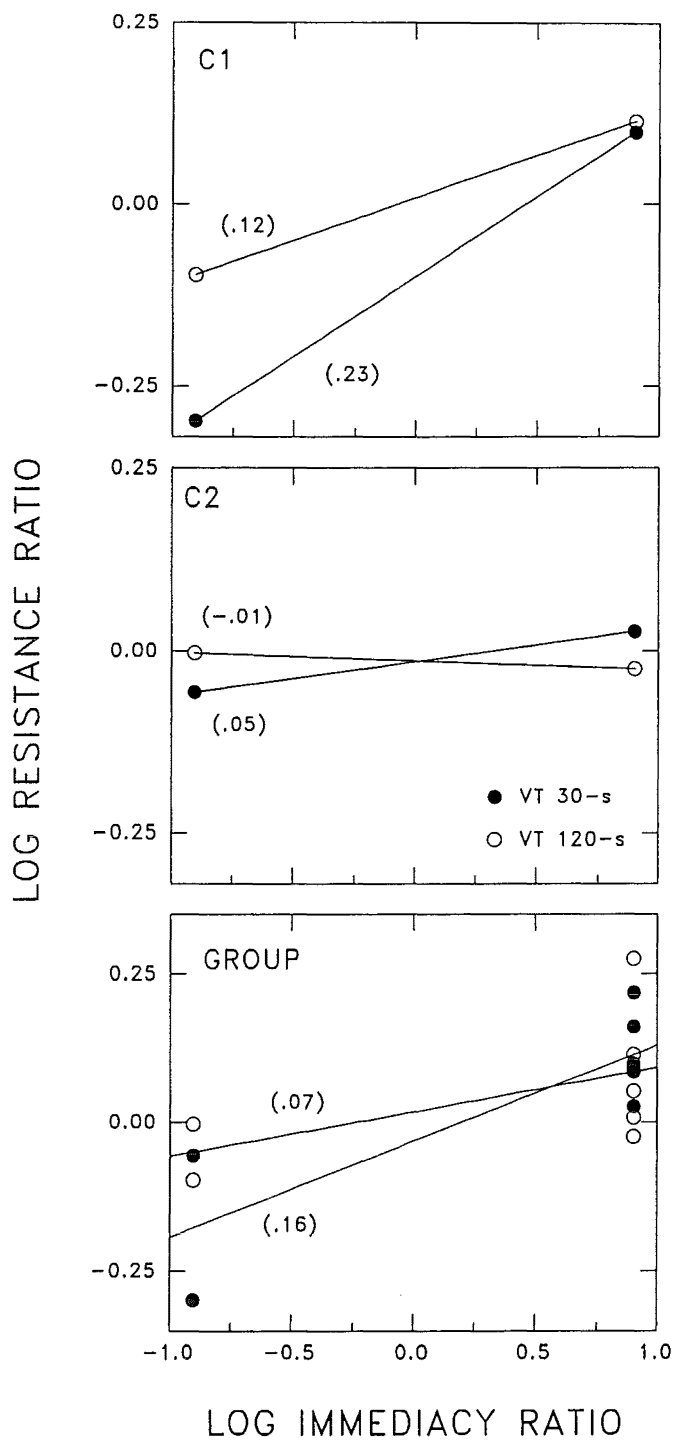 LOG RESISTANCE RATIO
0.25
C1
0.00
(.12)
(.23)
−0.25
0.25
C2
(−.01)
0.00
(.05)
● VT 30-s
○ VT 120-s
−0.25
GROUP
0.25
(.07)
0.00
(.16)
−0.25
−1.0 −0.5 0.0 0.5 1.0
LOG IMMEDIACY RATIO